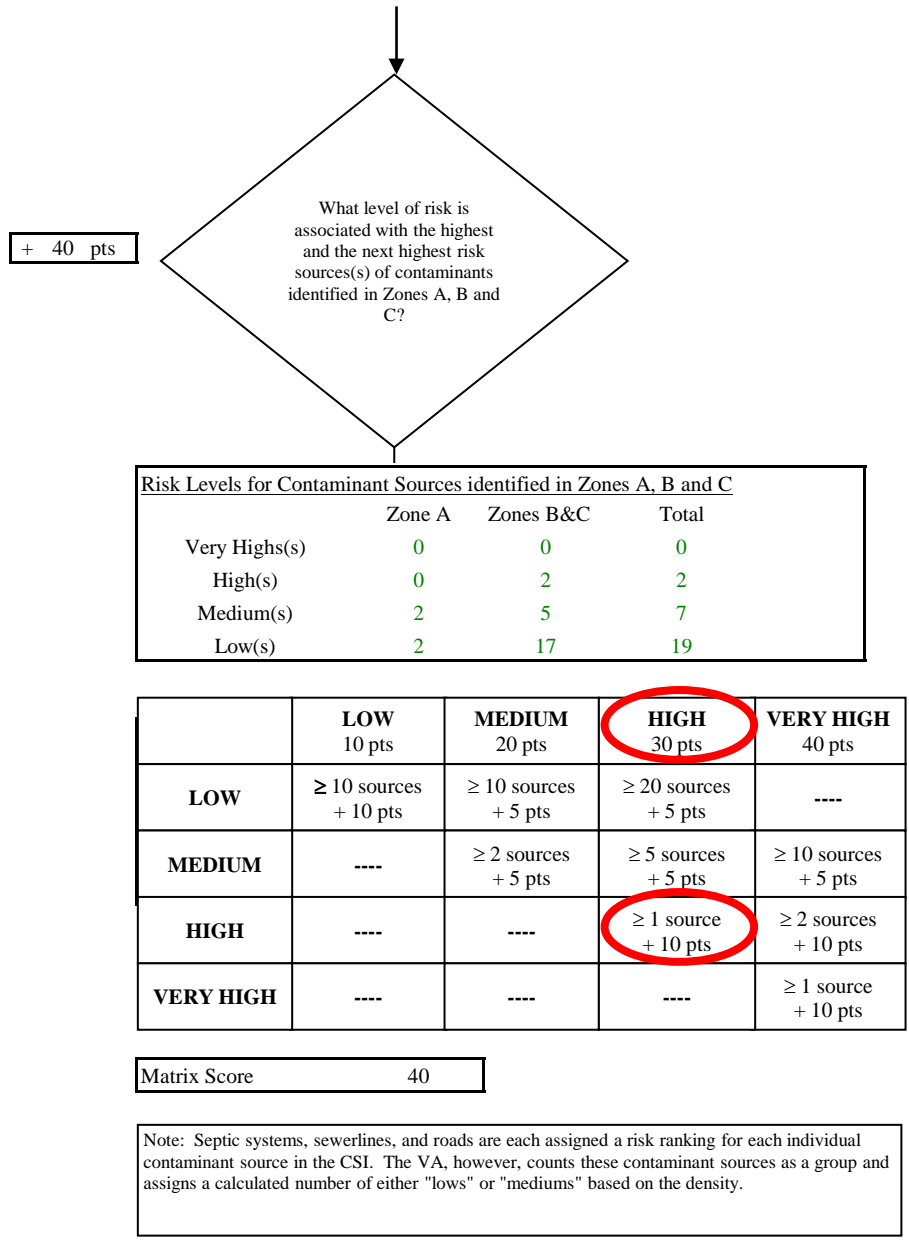 What level of risk is
associated with the highest
and the next highest risk
sources(s) of contaminants
identified in Zones A, B and
C?
+ 40 pts
Risk Levels for Contaminant Sources identified in Zones A, B and C
Zone A Zones B&C Total
Very Highs(s) 0 0 0
High(s) 0 2 2
Medium(s) 2 5 7
Low(s) 2 17 19
LOW MEDIUM HIGH VERY HIGH
10 pts 20 pts 30 pts 40 pts
LOW ≥ 10 sources ≥ 10 sources ≥ 20 sources ----
+ 10 pts + 5 pts + 5 pts
MEDIUM ---- ≥ 2 sources ≥ 5 sources ≥ 10 sources
+ 5 pts + 5 pts + 5 pts
HIGH ---- ---- ≥ 1 source ≥ 2 sources
+ 10 pts + 10 pts
VERY HIGH ---- ---- ---- ≥ 1 source
+ 10 pts
Matrix Score 40
Note: Septic systems, sewerlines, and roads are each assigned a risk ranking for each individual
contaminant source in the CSI. The VA, however, counts these contaminant sources as a group and
assigns a calculated number of either "lows" or "mediums" based on the density.